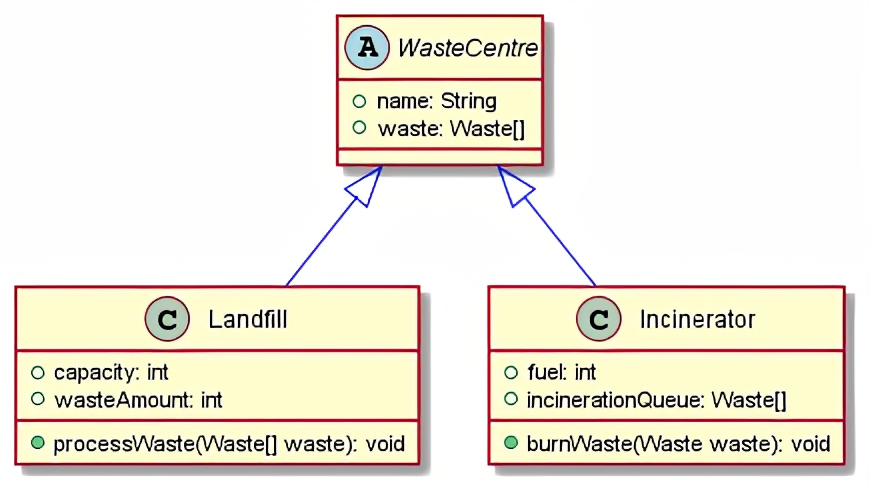 A WasteCentre
name: String
waste: Waste[]
C Landfill
capacity: int
wasteAmount: int
processWaste(Waste[] waste): void
C Incinerator
fuel: int
incinerationQueue: Waste[]
burnWaste(Waste waste): void